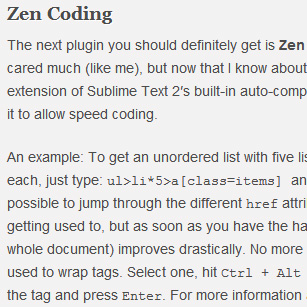 Zen Coding
The next plugin you should definitely get is Zen
cared much (like me), but now that I know about
extension of Sublime Text 2's built-in auto-comp
it to allow speed coding.
An example: To get an unordered list with five lis
each, just type: ul>li*5>a[class=items] an
possible to jump through the different href attri
getting used to, but as soon as you have the ha
whole document) improves drastically. No more
used to wrap tags. Select one, hit Ctrl + Alt
the tag and press Enter. For more information